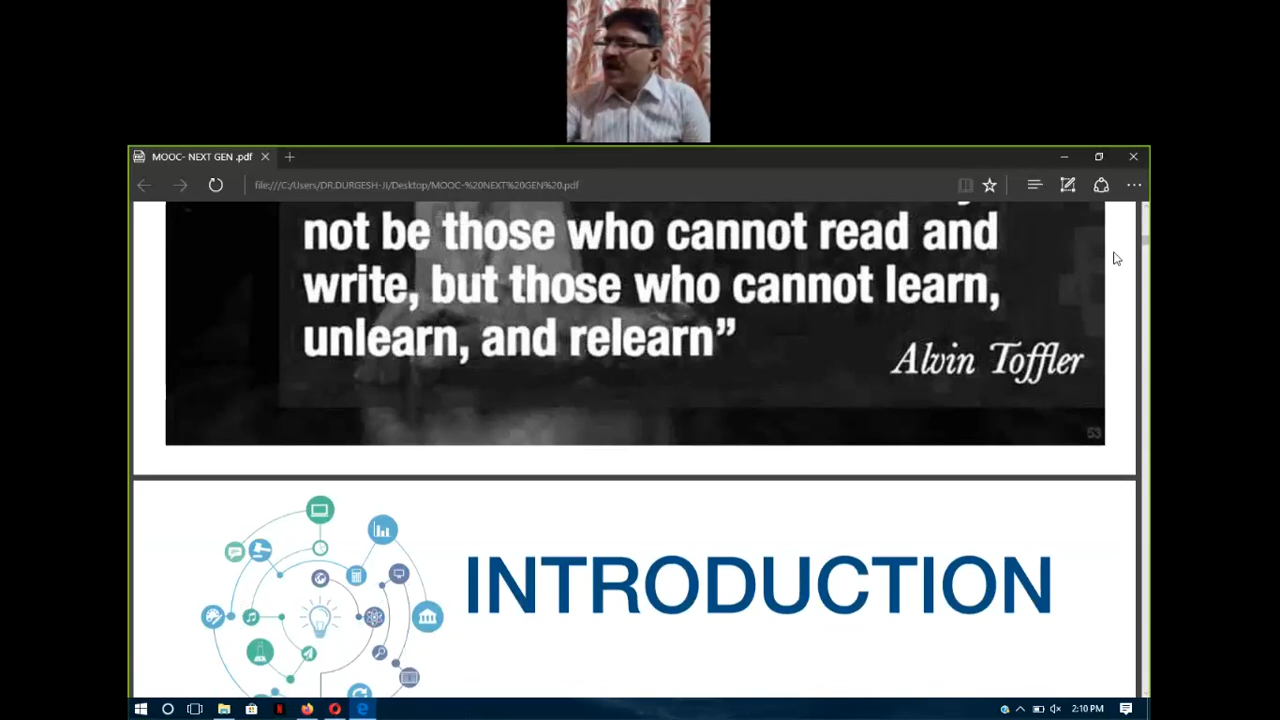 MOOC- NEXT GEN .pdf
file:///C:/Users/DR.DURGESH-JI/Desktop/MOOC-%20NEXT%20GEN%20.pdf
not be those who cannot read and
write, but those who cannot learn,
unlearn, and relearn”
Alvin Toffler
53
INTRODUCTION
2:10 PM